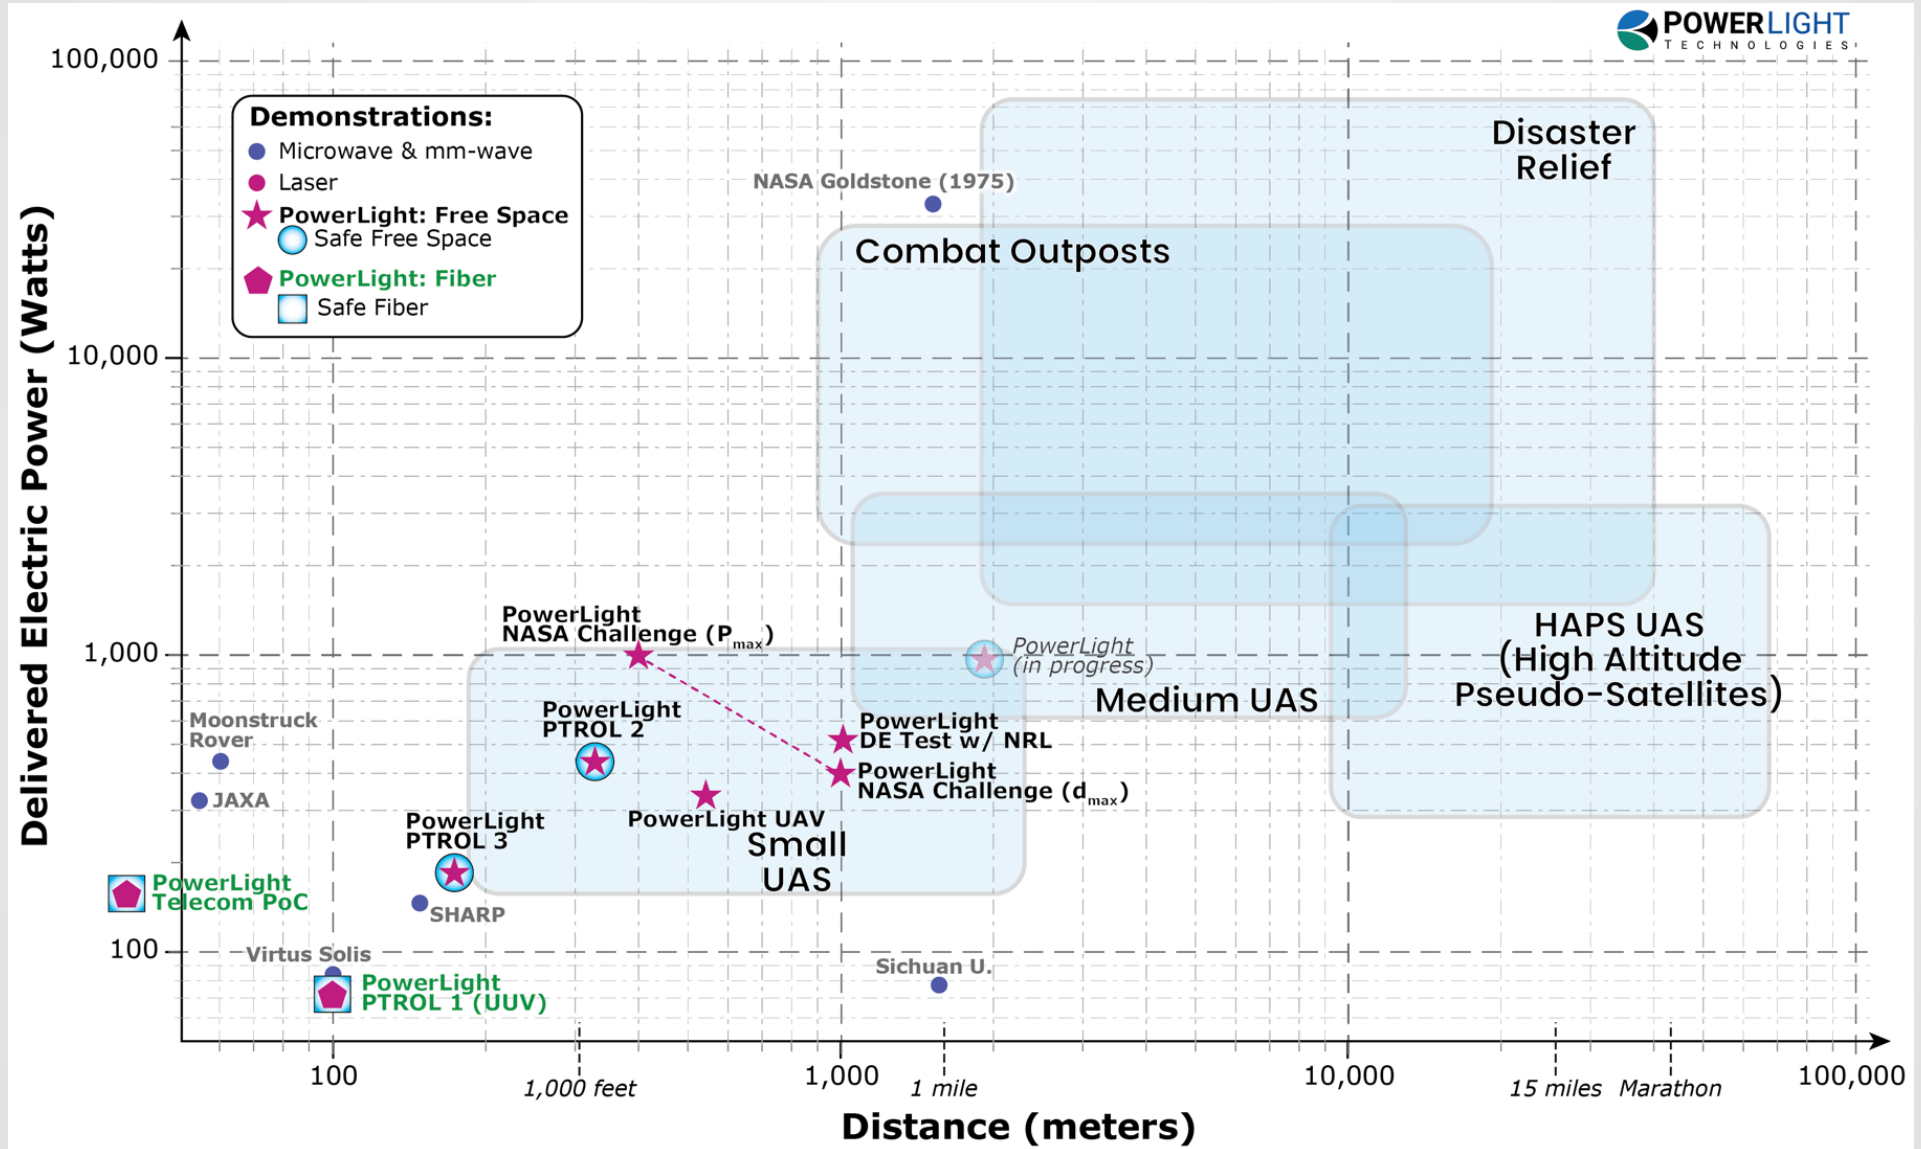 POWERLIGHT
TECHNOLOGIES
100,000
10,000
1,000
100
Delivered Electric Power (Watts)
Demonstrations:
Microwave & mm-wave
Laser
PowerLight: Free Space
Safe Free Space
PowerLight: Fiber
Safe Fiber
Disaster
Relief
NASA Goldstone (1975)
Combat Outposts
PowerLight
NASA Challenge (Pmax)
PowerLight
(in progress)
HAPS UAS
(High Altitude
Pseudo-Satellites)
Medium UAS
PowerLight
PTROL 2
PowerLight
DE Test w/ NRL
Moonstruck
Rover
PowerLight
NASA Challenge (dmax)
JAXA
PowerLight UAV
PowerLight
PTROL 3
Small
UAS
PowerLight
Telecom PoC
SHARP
Virtus Solis
PowerLight
PTROL 1 (UUV)
Sichuan U.
100
1,000 feet
1,000
1 mile
10,000
15 miles
Marathon
100,000
Distance (meters)